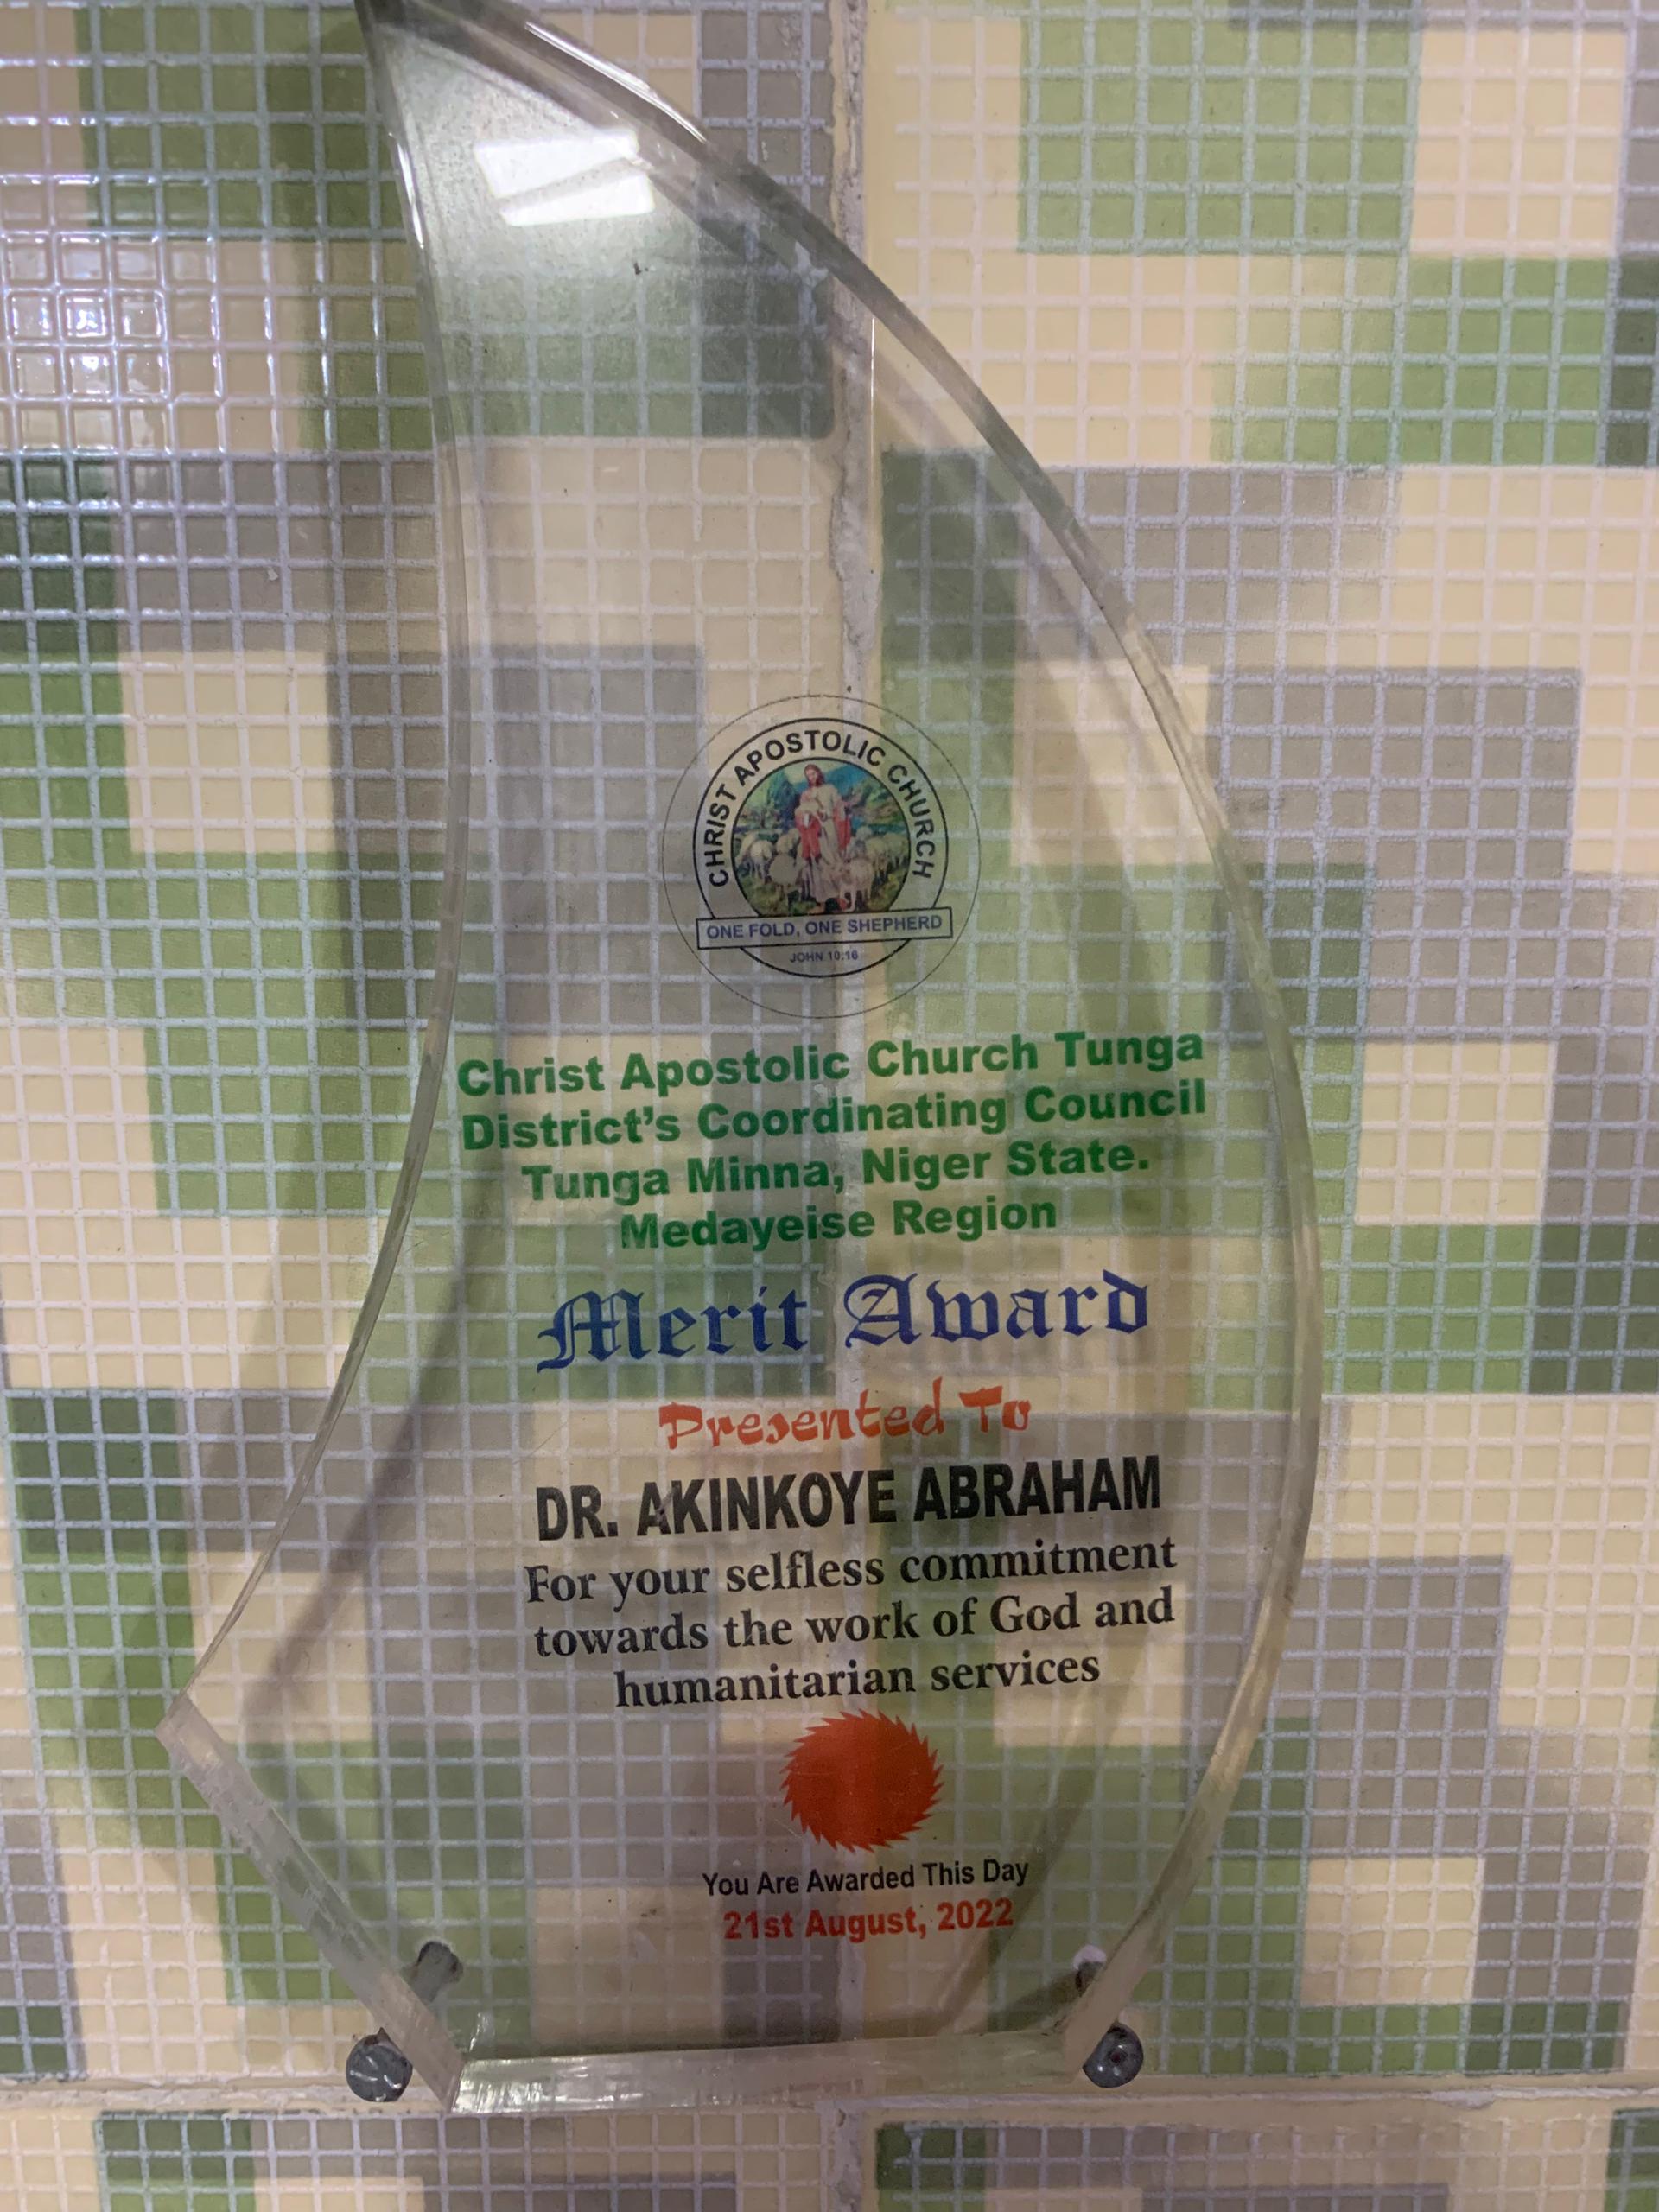 CHRIST APOSTOLIC CHURCH
ONE FOLD, ONE SHEPHERD
JOHN 10:16
Christ Apostolic Church Tunga
District's Coordinating Council
Tunga Minna, Niger State.
Medayeise Region
Merit Award
Presented To
DR. AKINKOYE ABRAHAM
For your selfless commitment
towards the work of God and
humanitarian services
You Are Awarded This Day
21st August, 2022